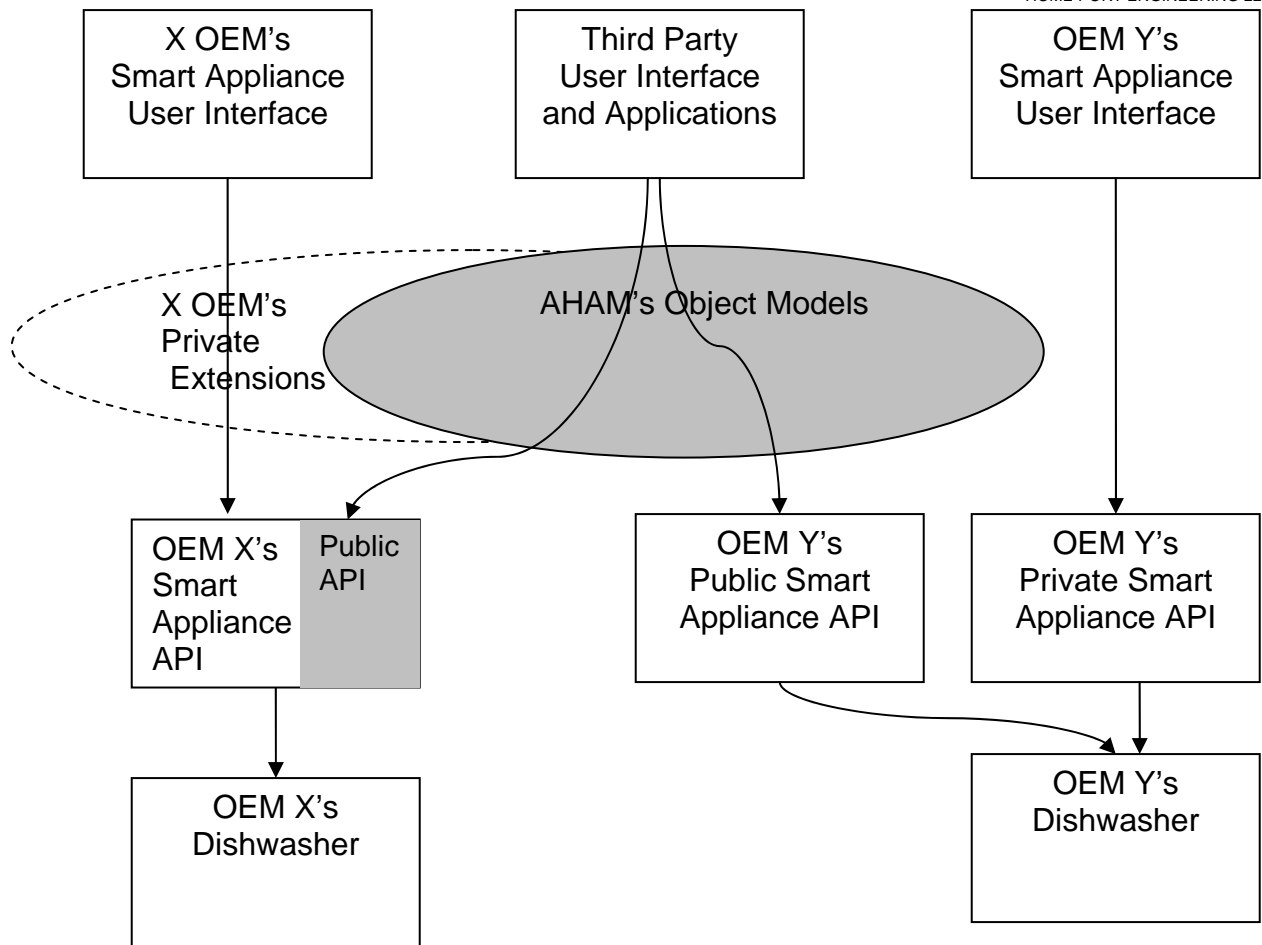 X OEM's
Smart Appliance
User Interface
Third Party
User Interface
and Applications
OEM Y's
Smart Appliance
User Interface
X OEM's
Private
Extensions
AHAM's Object Models
OEM X's
Smart
Appliance
API
Public
API
OEM Y's
Public Smart
Appliance API
OEM Y's
Private Smart
Appliance API
OEM X's
Dishwasher
OEM Y's
Dishwasher